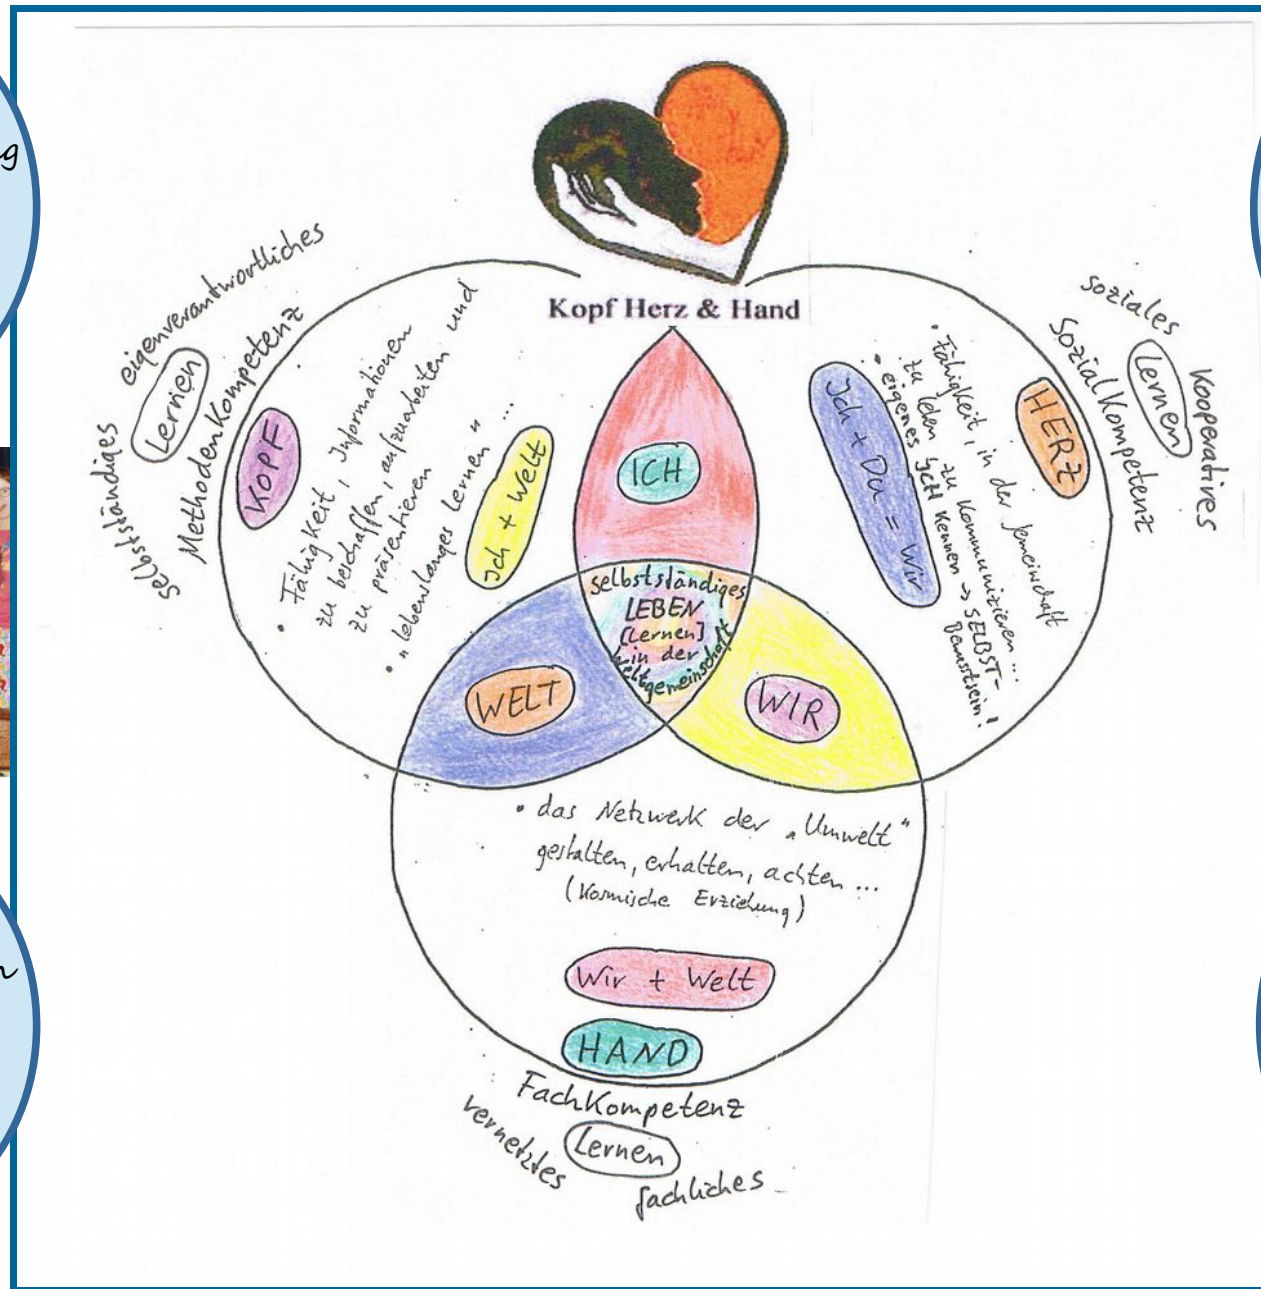 g
n
Kopf Herz & Hand
eigenverantwortliches
Lernen
selbstständiges
Methodenkompetenz
KOPF
• Fähigkeit, Informationen
zu beschaffen, aufzuarbeiten und
zu präsentieren
• "lebenslanges Lernen" ...
Ich + Welt
ICH
Ich + Du = Wir
• Fähigkeit, in der Gemeinschaft
zu leben zu kommunizieren ...
• eigenes kennen → SELBST-
bewusstsein!
HERZ
soziales
Lernen
kooperatives
Sozialkompetenz
selbstständiges
LEBEN
[Lernen]
in der
Weltgemeinschaft
WELT
WIR
• das Netzwerk der „Umwelt"
gestalten, erhalten, achten ...
(Kosmische Erziehung)
Wir + Welt
HAND
Fachkompetenz
vernetztes
Lernen
fachliches